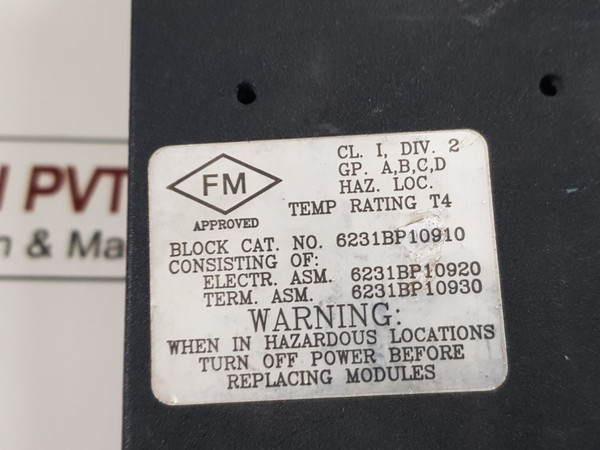 PVT
& Ma
FM
APPROVED
CL. I, DIV. 2
GP. A,B,C,D
HAZ. LOC.
TEMP RATING T4
BLOCK CAT. NO. 6231BP10910
CONSISTING OF:
ELECTR. ASM. 6231BP10920
TERM. ASM. 6231BP10930
WARNING:
WHEN IN HAZARDOUS LOCATIONS
TURN OFF POWER BEFORE
REPLACING MODULES